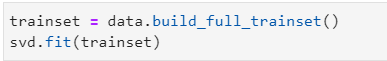 trainset = data.build_full_trainset()
svd.fit(trainset)